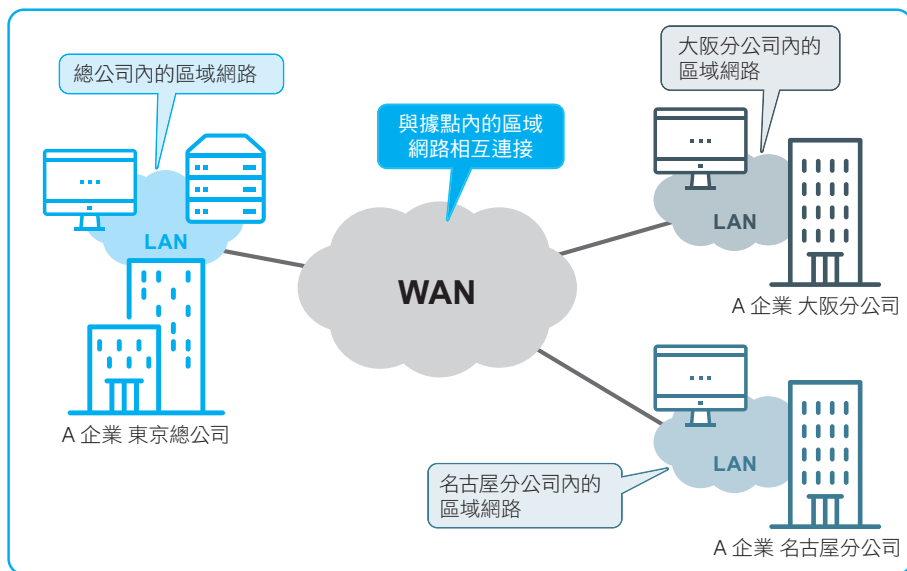 總公司內的區域網路
LAN
A 企業 東京總公司
與據點內的區域
網路相互連接
WAN
大阪分公司內的
區域網路
LAN
A 企業 大阪分公司
LAN
名古屋分公司內的
區域網路
A 企業 名古屋分公司